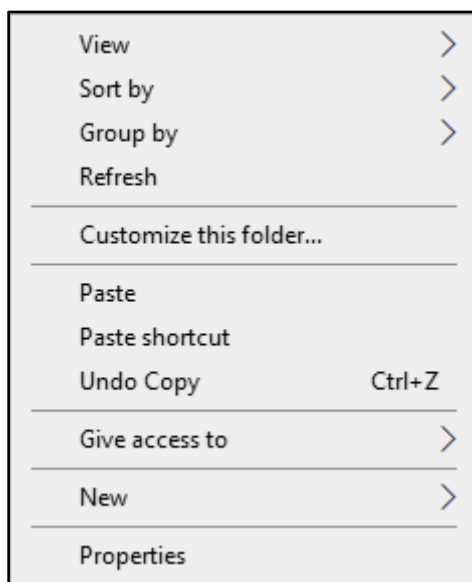 View
Sort by
Group by
Refresh
Customize this folder...
Paste
Paste shortcut
Undo Copy Ctrl+Z
Give access to
New
Properties